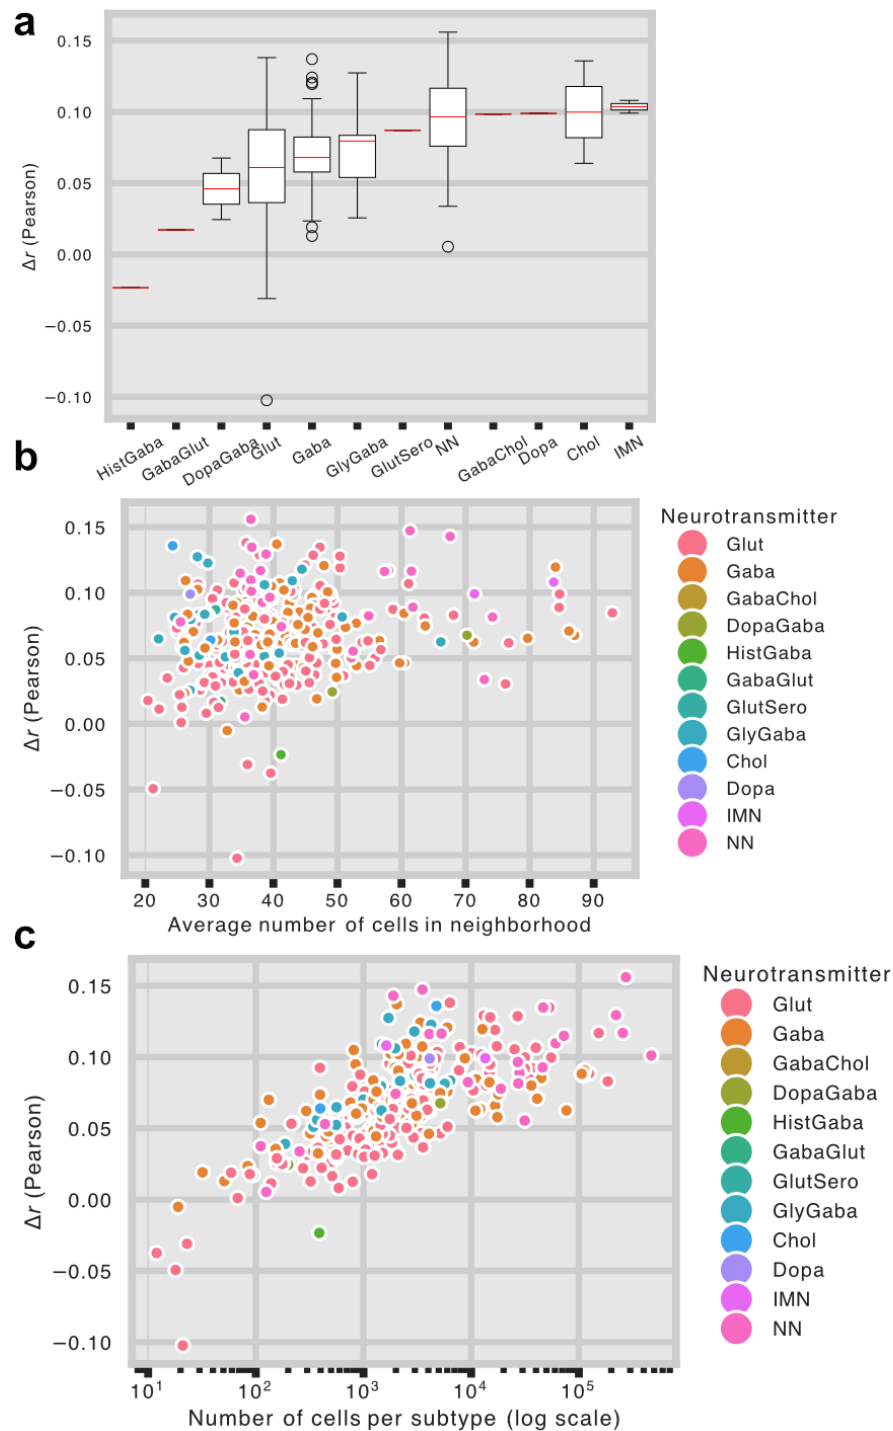 a
0.15
0.10
0.05
0.00
−0.05
−0.10
Δr (Pearson)
HistGaba
GabaGlut
DopaGaba
Glut
Gaba
GlyGaba
GlutSero
NN
GabaChol
Dopa
Chol
IMN
b
0.15
0.10
0.05
0.00
−0.05
−0.10
Δr (Pearson)
20 30 40 50 60 70 80 90
Average number of cells in neighborhood
Neurotransmitter
Glut
Gaba
GabaChol
DopaGaba
HistGaba
GabaGlut
GlutSero
GlyGaba
Chol
Dopa
IMN
NN
c
0.15
0.10
0.05
0.00
−0.05
−0.10
Δr (Pearson)
10¹ 10² 10³ 10⁴ 10⁵
Number of cells per subtype (log scale)
Neurotransmitter
Glut
Gaba
GabaChol
DopaGaba
HistGaba
GabaGlut
GlutSero
GlyGaba
Chol
Dopa
IMN
NN